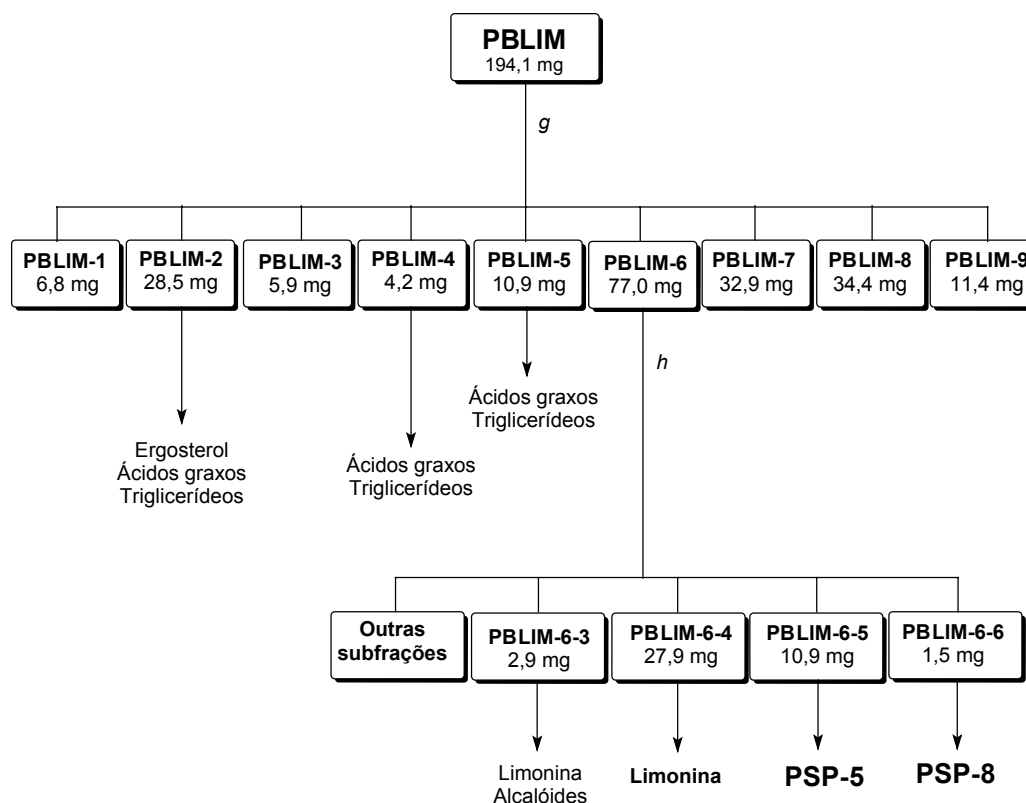 PBLIM
194,1 mg
g
PBLIM-1
6,8 mg
PBLIM-2
28,5 mg
PBLIM-3
5,9 mg
PBLIM-4
4,2 mg
PBLIM-5
10,9 mg
PBLIM-6
77,0 mg
PBLIM-7
32,9 mg
PBLIM-8
34,4 mg
PBLIM-9
11,4 mg
h
Ergosterol
Ácidos graxos
Triglicerídeos
Ácidos graxos
Triglicerídeos
Ácidos graxos
Triglicerídeos
Outras
subfrações
PBLIM-6-3
2,9 mg
PBLIM-6-4
27,9 mg
PBLIM-6-5
10,9 mg
PBLIM-6-6
1,5 mg
Limonina
Alcalóides
Limonina
PSP-5
PSP-8